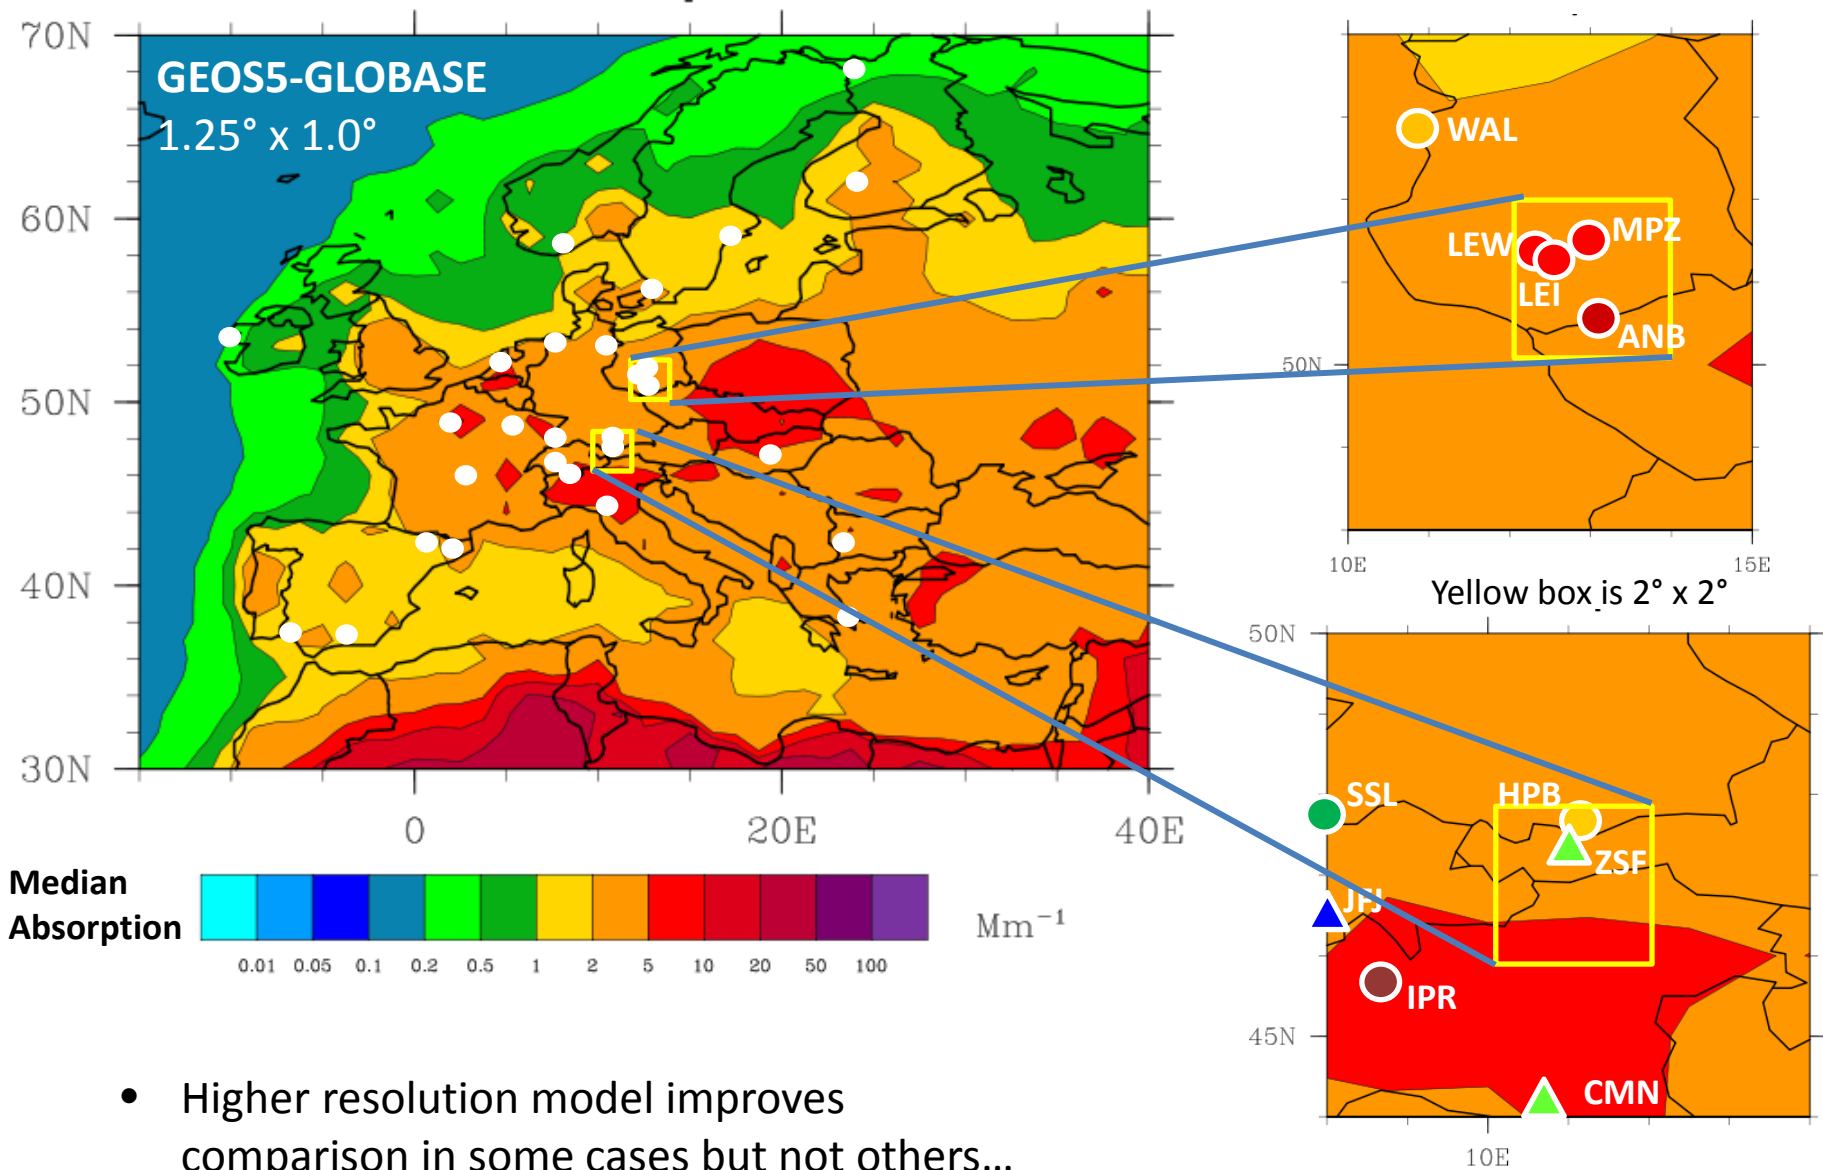 70N
60N
50N
40N
30N
GEOS5-GLOBASE
1.25° x 1.0°
0
20E
40E
Median
Absorption
0.01 0.05 0.1 0.2 0.5 1 2 5 10 20 50 100
Mm⁻¹
WAL
LEW
MPZ
LEI
ANB
50N
10E
15E
Yellow box is 2° x 2°
50N
SSL
HPB
ZSF
JFJ
IPR
45N
CMN
10E
• Higher resolution model improves
comparison in some cases but not others…